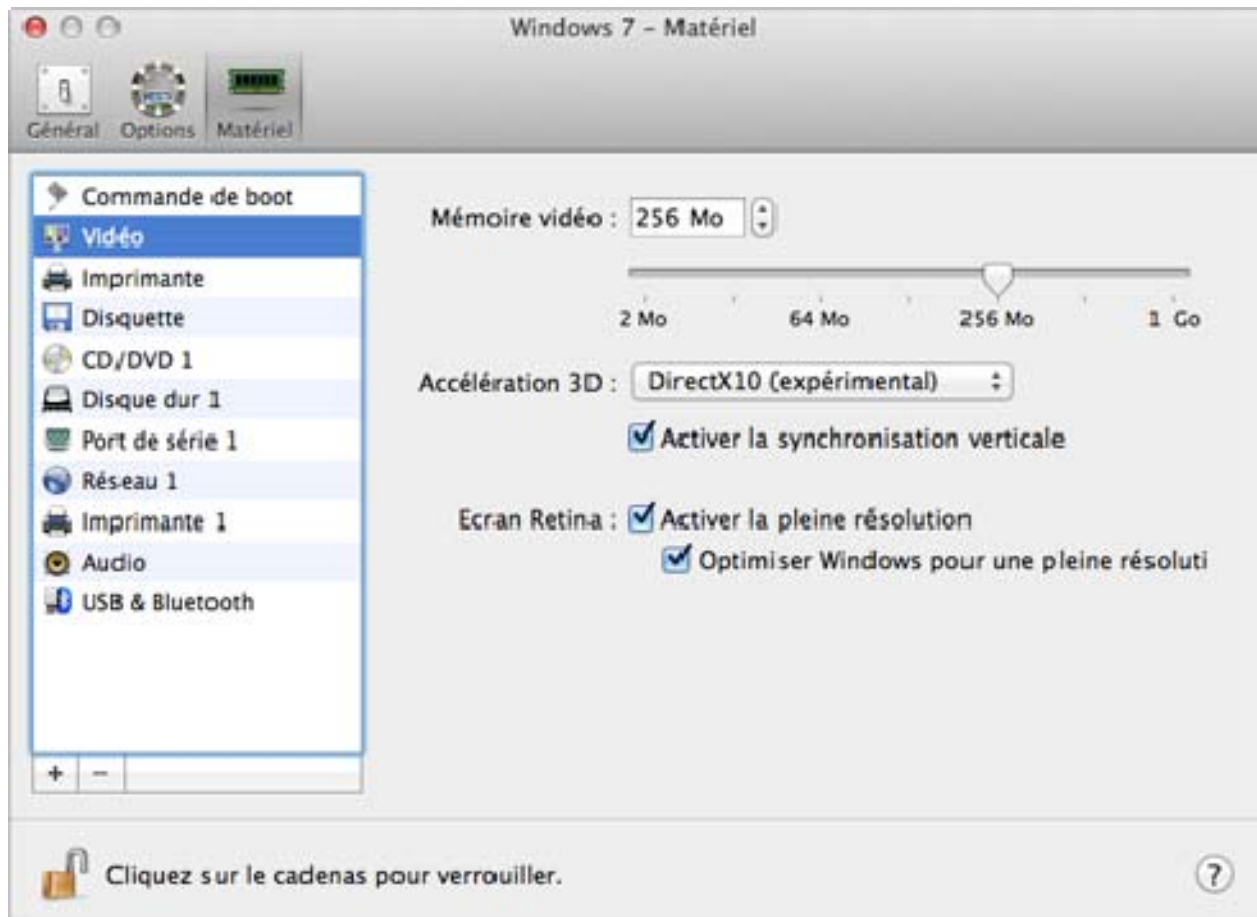 Windows 7 – Matériel
Général Options Matériel
Commande de boot
Vidéo
Imprimante
Disquette
CD/DVD 1
Disque dur 1
Port de série 1
Réseau 1
Imprimante 1
Audio
USB & Bluetooth
+ −
Mémoire vidéo : 256 Mo
2 Mo 64 Mo 256 Mo 1 Go
Accélération 3D : DirectX10 (expérimental)
Activer la synchronisation verticale
Ecran Retina : Activer la pleine résolution
Optimiser Windows pour une pleine résoluti
Cliquez sur le cadenas pour verrouiller.
?